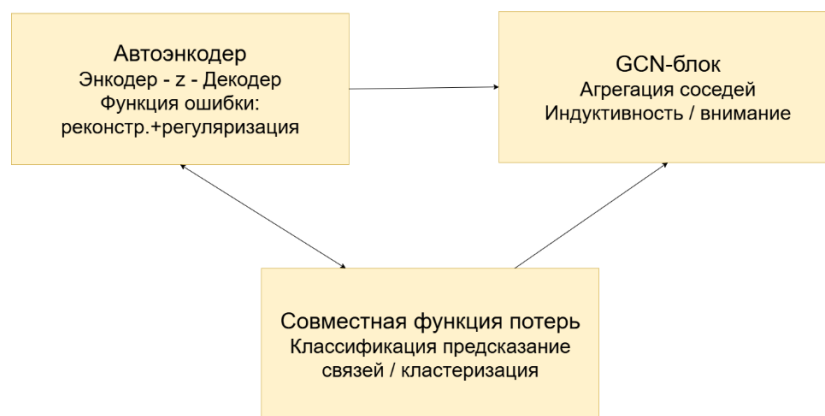 Автоэнкодер
Энкодер - z - Декодер
Функция ошибки:
реконстр.+регуляризация
GCN-блок
Агрегация соседей
Индуктивность / внимание
Совместная функция потерь
Классификация предсказание
связей / кластеризация